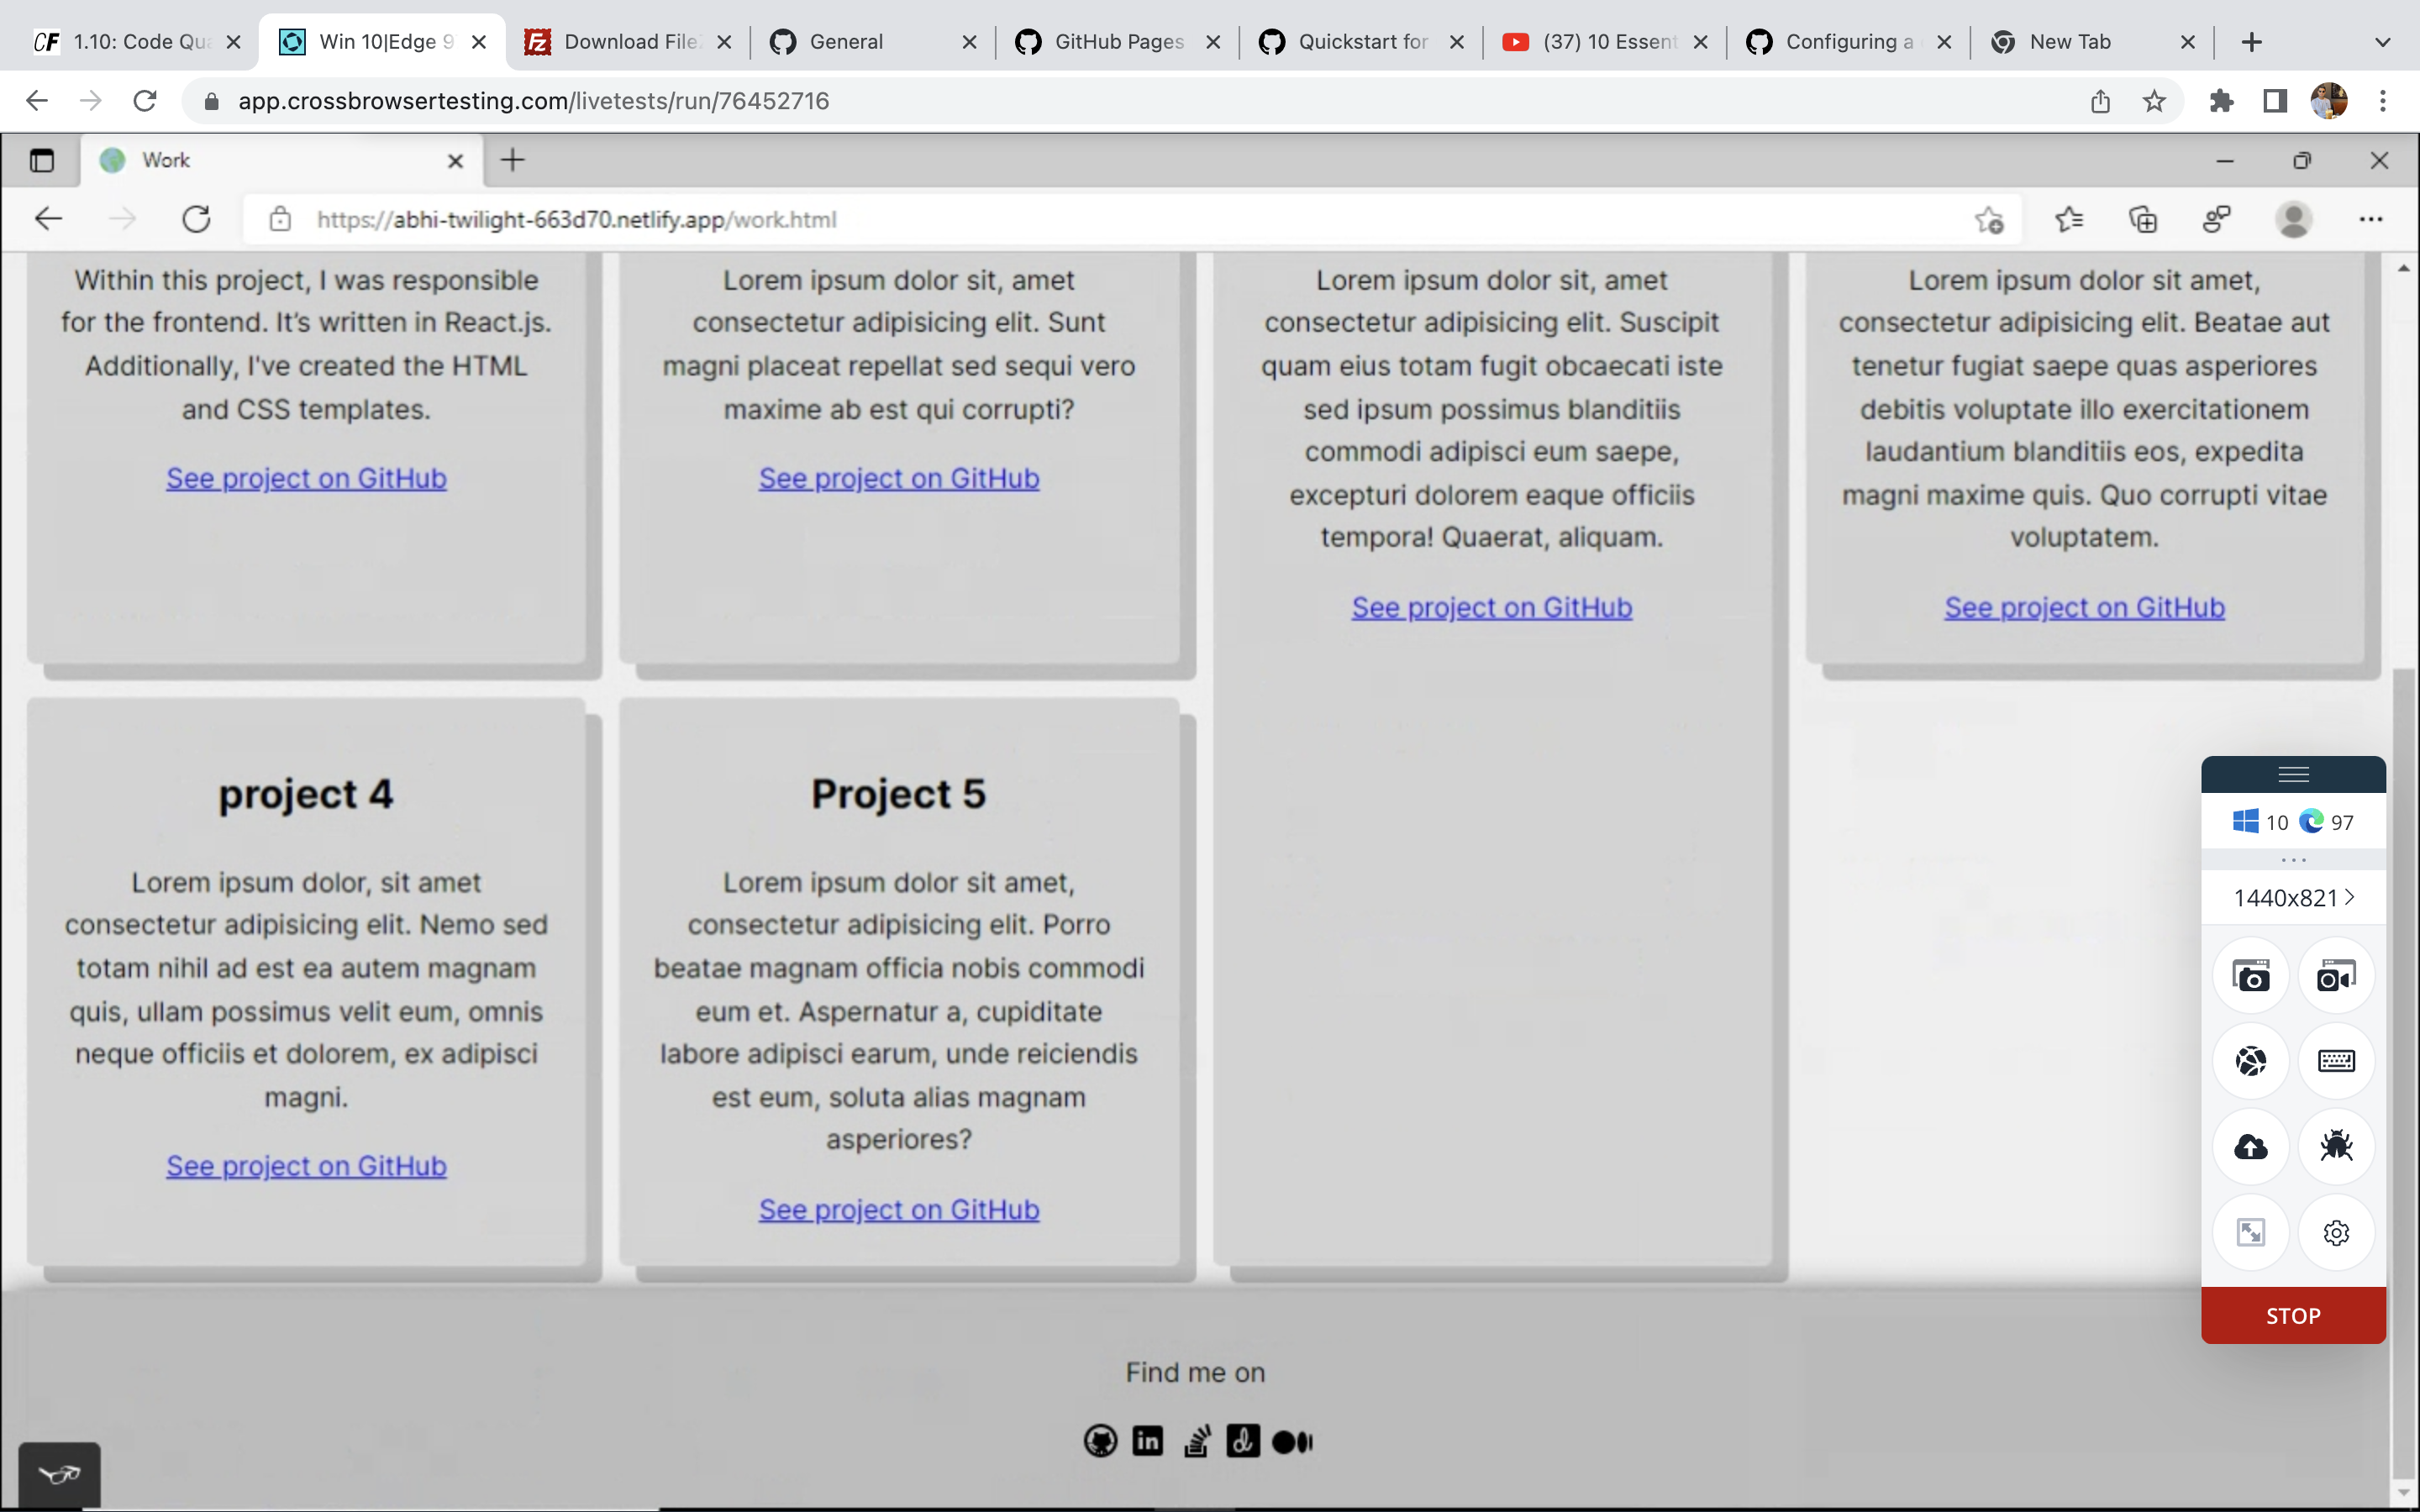 1.10: Code Qua
Win 10|Edge 9
Download File
General
GitHub Pages
Quickstart for
(37) 10 Essent
Configuring a
New Tab
app.crossbrowsertesting.com/livetests/run/76452716
Work
https://abhi-twilight-663d70.netlify.app/work.html
Within this project, I was responsible
for the frontend. It’s written in React.js.
Additionally, I've created the HTML
and CSS templates.
See project on GitHub
Lorem ipsum dolor sit, amet
consectetur adipisicing elit. Sunt
magni placeat repellat sed sequi vero
maxime ab est qui corrupti?
See project on GitHub
Lorem ipsum dolor sit, amet
consectetur adipisicing elit. Suscipit
quam eius totam fugit obcaecati iste
sed ipsum possimus blanditiis
commodi adipisci eum saepe,
excepturi dolorem eaque officiis
tempora! Quaerat, aliquam.
See project on GitHub
Lorem ipsum dolor sit amet,
consectetur adipisicing elit. Beatae aut
tenetur fugiat saepe quas asperiores
debitis voluptate illo exercitationem
laudantium blanditiis eos, expedita
magni maxime quis. Quo corrupti vitae
voluptatem.
See project on GitHub
project 4
Lorem ipsum dolor, sit amet
consectetur adipisicing elit. Nemo sed
totam nihil ad est ea autem magnam
quis, ullam possimus velit eum, omnis
neque officiis et dolorem, ex adipisci
magni.
See project on GitHub
Project 5
Lorem ipsum dolor sit amet,
consectetur adipisicing elit. Porro
beatae magnam officia nobis commodi
eum et. Aspernatur a, cupiditate
labore adipisci earum, unde reiciendis
est eum, soluta alias magnam
asperiores?
See project on GitHub
10 97
1440x821
STOP
Find me on